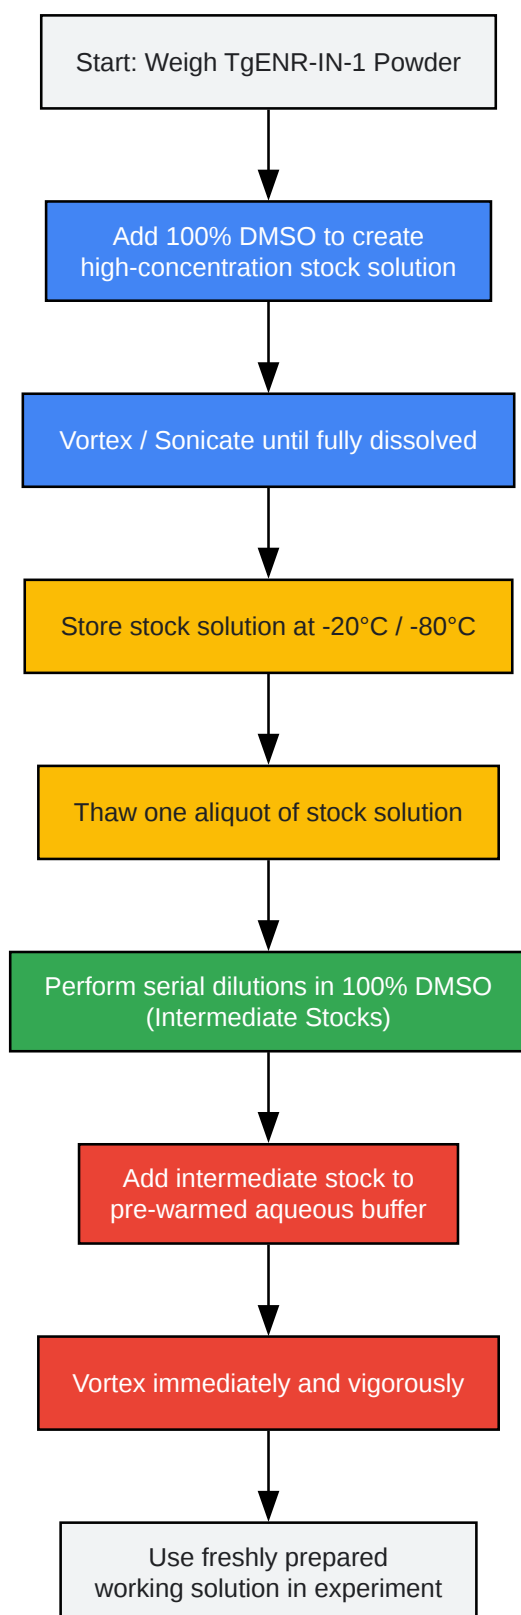 Start: Weigh TgENR-IN-1 Powder
Add 100% DMSO to create
high-concentration stock solution
Vortex / Sonicate until fully dissolved
Store stock solution at -20°C / -80°C
Thaw one aliquot of stock solution
Perform serial dilutions in 100% DMSO
(Intermediate Stocks)
Add intermediate stock to
pre-warmed aqueous buffer
Vortex immediately and vigorously
Use freshly prepared
working solution in experiment